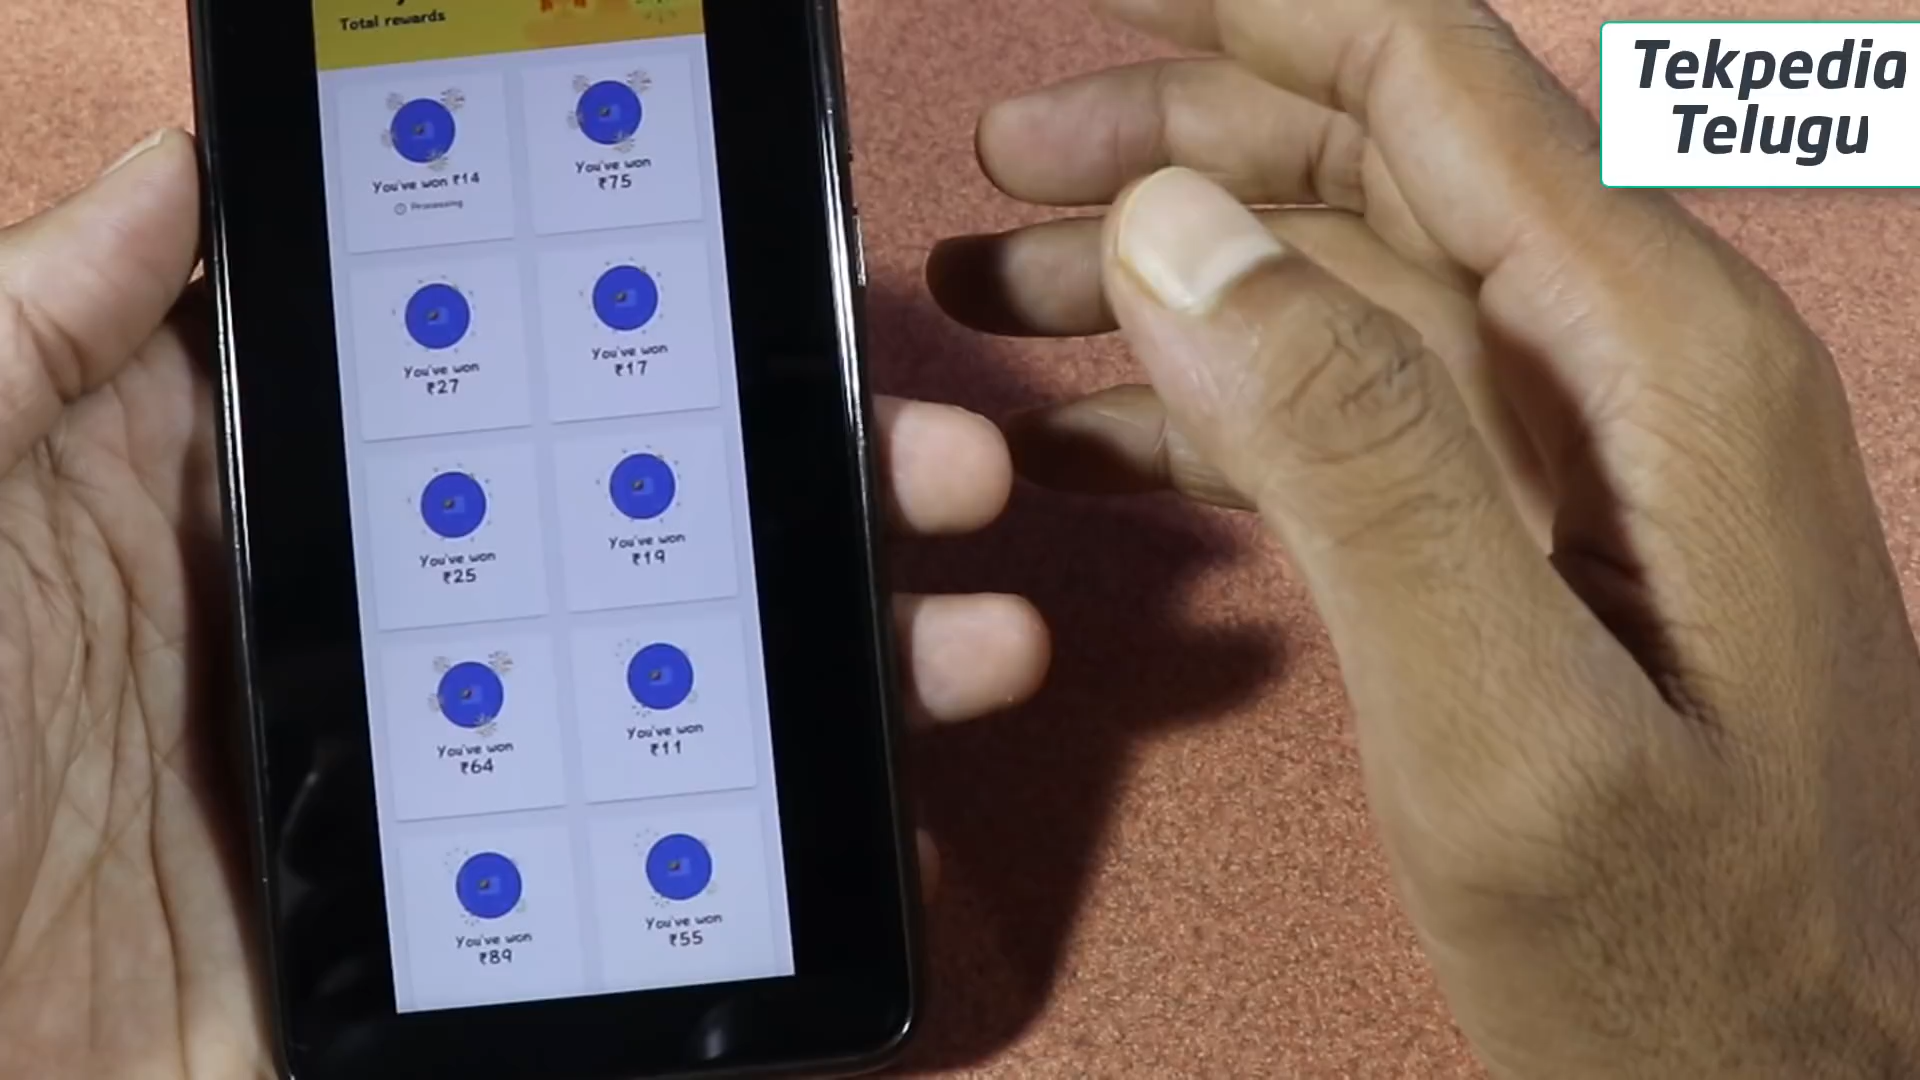 Total rewards
Tekpedia
Telugu
You've won ₹14
Processing
You've won
₹75
You've won
₹27
You've won
₹17
You've won
₹25
You've won
₹19
You've won
₹64
You've won
₹11
You've won
₹89
You've won
₹55